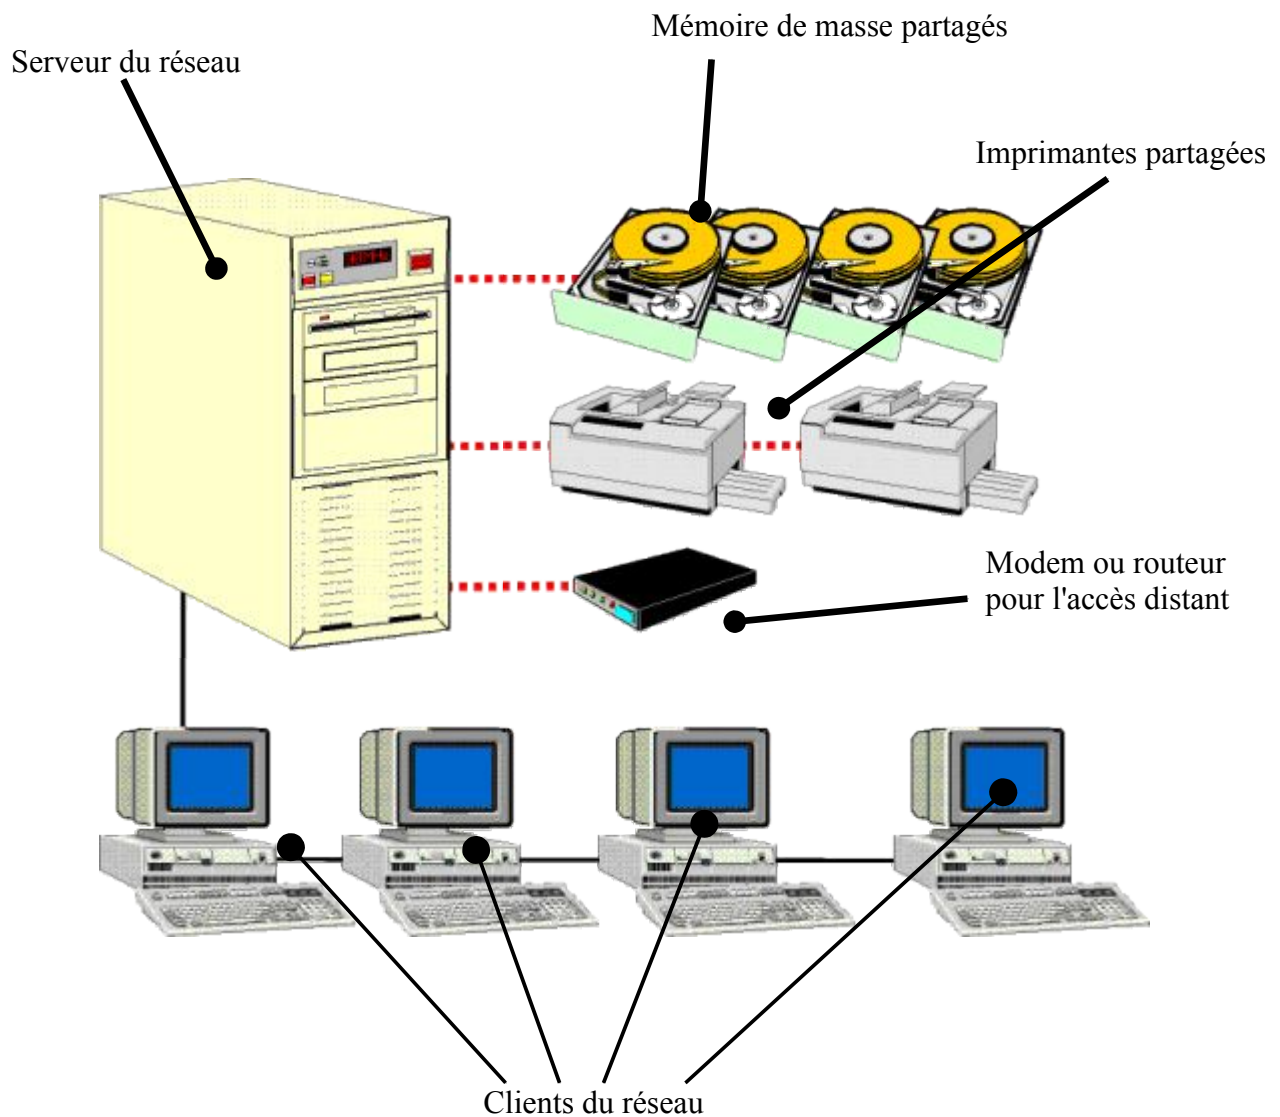 Mémoire de masse partagés
Serveur du réseau
Imprimantes partagées
Modem ou routeur
pour l'accès distant
Clients du réseau